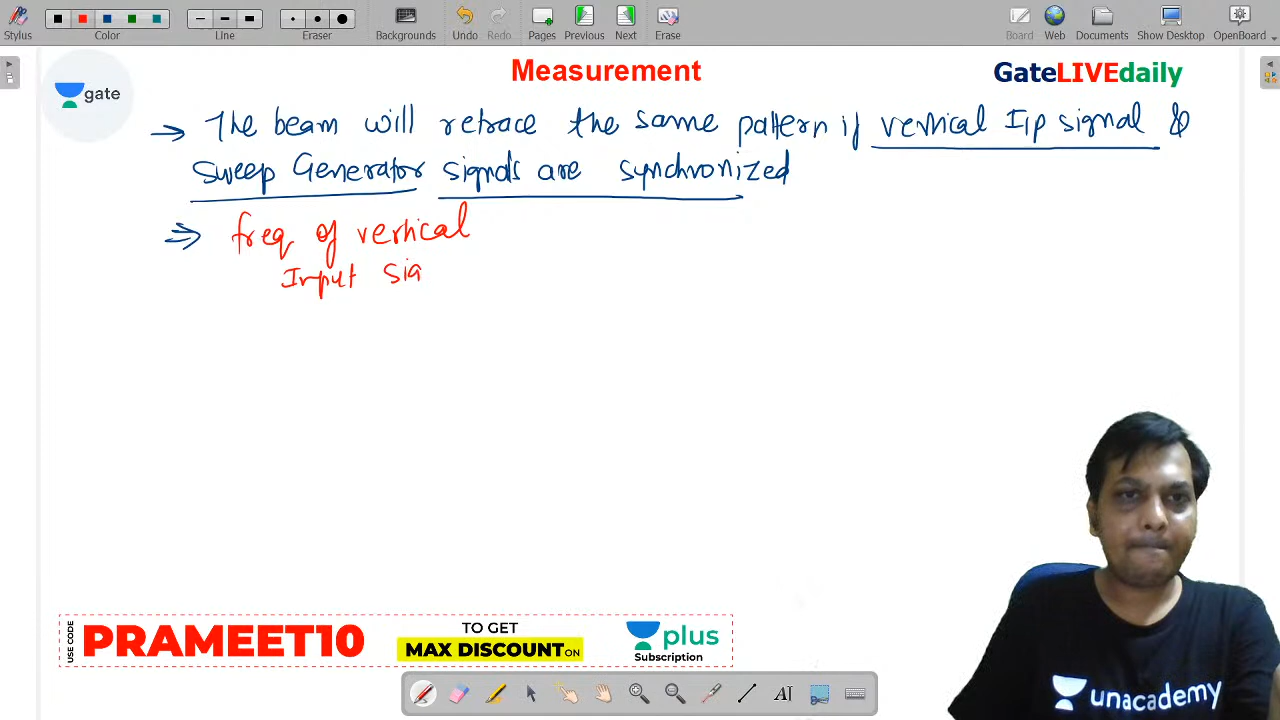 Stylus
Color
Line
Eraser
Backgrounds
Undo
Redo
Pages
Previous
Next
Erase
Board
Web
Documents
Show Desktop
OpenBoard
gate
Measurement
GateLIVEdaily
→ The beam will retrace the same pattern if vertical I/p signal &
Sweep Generator signals are synchronized
⇒ freq of vertical
Input Sig
USE CODE
PRAMEET10
TO GET
MAX DISCOUNT ON
plus
Subscription
unacademy